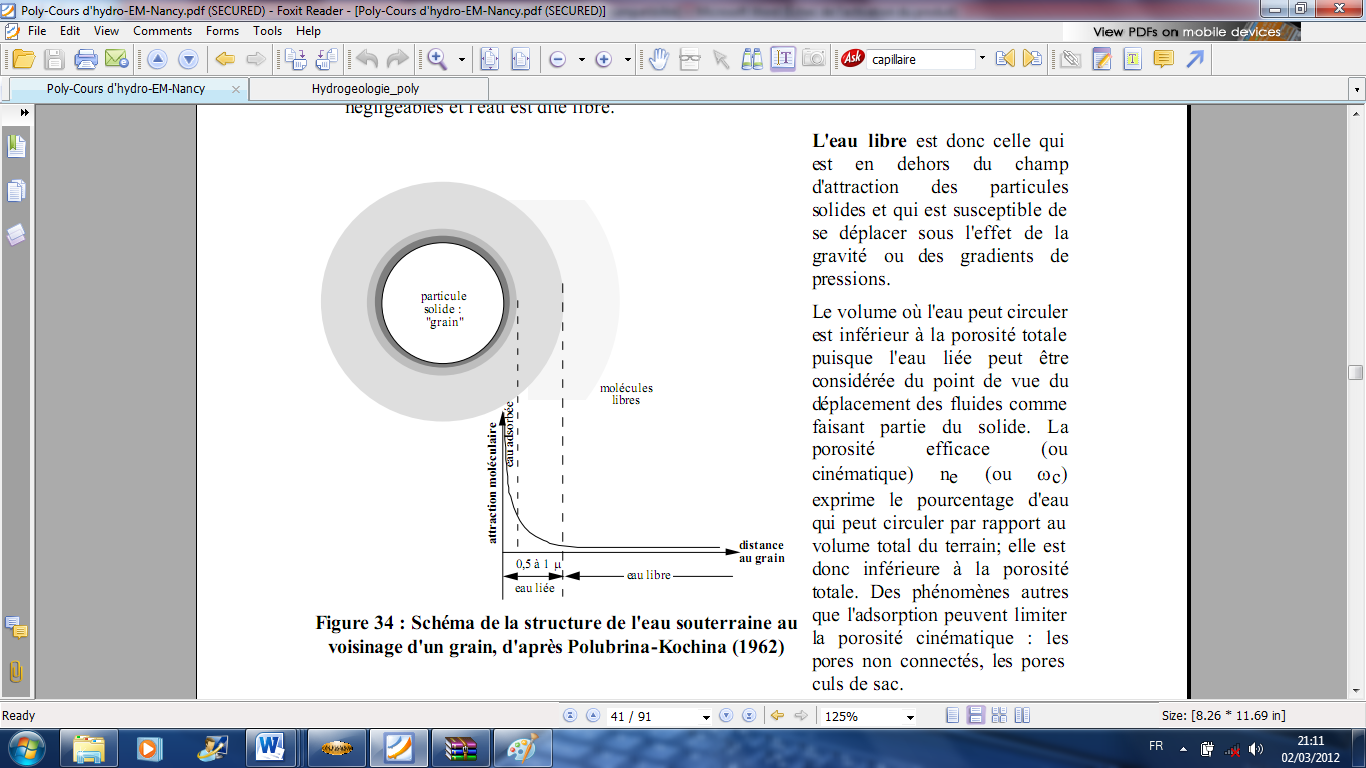 Poly-Cours d'hydro-EM-Nancy.pdf (SECURED) - Foxit Reader - [Poly-Cours d'hydro-EM-Nancy.pdf (SECURED)]
File Edit View Comments Forms Tools Help
View PDFs on mobile devices
Ask capillaire
Poly-Cours d'hydro-EM-Nancy
Hydrogeologie_poly
négligeables et l'eau est dite libre.
particule
solide :
"grain"
molécules
libres
attraction moléculaire
eau adsorbée
distance
au grain
0,5 à 1 µ
eau libre
eau liée
Figure 34 : Schéma de la structure de l'eau souterraine au
voisinage d'un grain, d'après Polubrina-Kochina (1962)
L'eau libre est donc celle qui
est en dehors du champ
d'attraction des particules
solides et qui est susceptible de
se déplacer sous l'effet de la
gravité ou des gradients de
pressions.
Le volume où l'eau peut circuler
est inférieur à la porosité totale
puisque l'eau liée peut être
considérée du point de vue du
déplacement des fluides comme
faisant partie du solide. La
porosité efficace (ou
cinématique) ne (ou ωc)
exprime le pourcentage d'eau
qui peut circuler par rapport au
volume total du terrain; elle est
donc inférieure à la porosité
totale. Des phénomènes autres
que l'adsorption peuvent limiter
la porosité cinématique : les
pores non connectés, les pores
culs de sac.
Ready
41 / 91
125%
Size: [8.26 * 11.69 in]
FR
21:11
02/03/2012